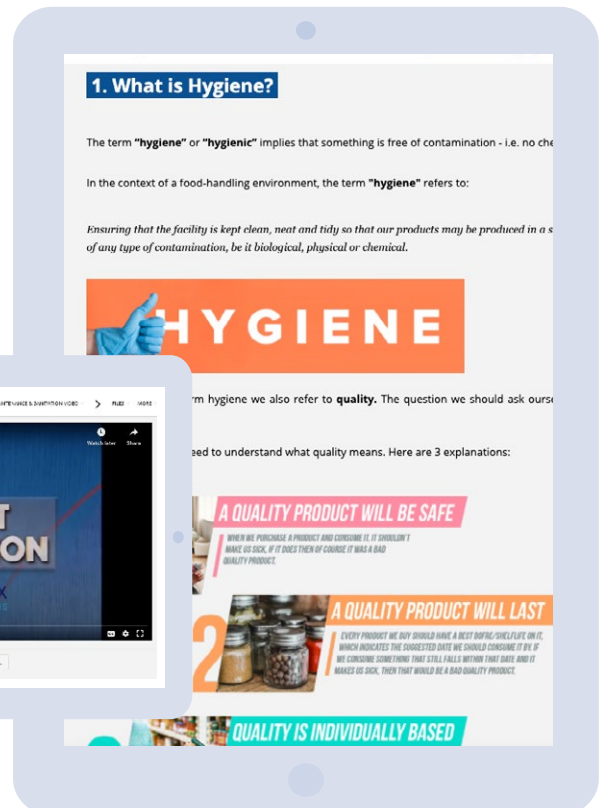 1. What is Hygiene?
The term "hygiene" or "hygienic" implies that something is free of contamination - i.e. no che
In the context of a food-handling environment, the term "hygiene" refers to:
Ensuring that the facility is kept clean, neat and tidy so that our products may be produced in a s
of any type of contamination, be it biological, physical or chemical.
HYGIENE
rm hygiene we also refer to quality. The question we should ask ourse
eed to understand what quality means. Here are 3 explanations:
A QUALITY PRODUCT WILL BE SAFE
WHEN WE PURCHASE A PRODUCT AND CONSUME IT, IT SHOULDN'T
MAKE US SICK, IF IT DOES THEN OF COURSE IT WAS A BAD
QUALITY PRODUCT.
2
A QUALITY PRODUCT WILL LAST
EVERY PRODUCT WE BUY SHOULD HAVE A BEST BOFRE/SHELFLIFE ON IT,
WHICH INDICATES THE SUGGESTED DATE WE SHOULD CONSUME IT BY. IF
WE CONSUME SOMETHING THAT STILL FALLS WITHIN THAT DATE AND IT
MAKES US SICK, THEN THAT WOULD BE A BAD QUALITY PRODUCT.
QUALITY IS INDIVIDUALLY BASED
& SANITATION VIDEO
FILES
MORE
Watch later
Share
T
ON
X